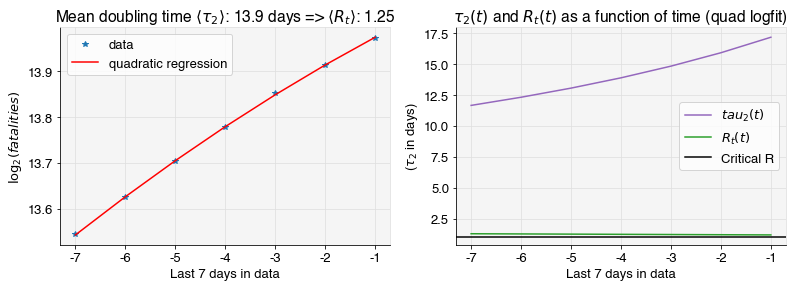 Mean doubling time ⟨τ₂⟩: 13.9 days => ⟨Rₜ⟩: 1.25
data
quadratic regression
log₂(fatalities)
13.9
13.8
13.7
13.6
-7 -6 -5 -4 -3 -2 -1
Last 7 days in data
τ₂(t) and Rₜ(t) as a function of time (quad logfit)
(τ₂ in days)
17.5
15.0
12.5
10.0
7.5
5.0
2.5
tau₂(t)
Rₜ(t)
Critical R
-7 -6 -5 -4 -3 -2 -1
Last 7 days in data